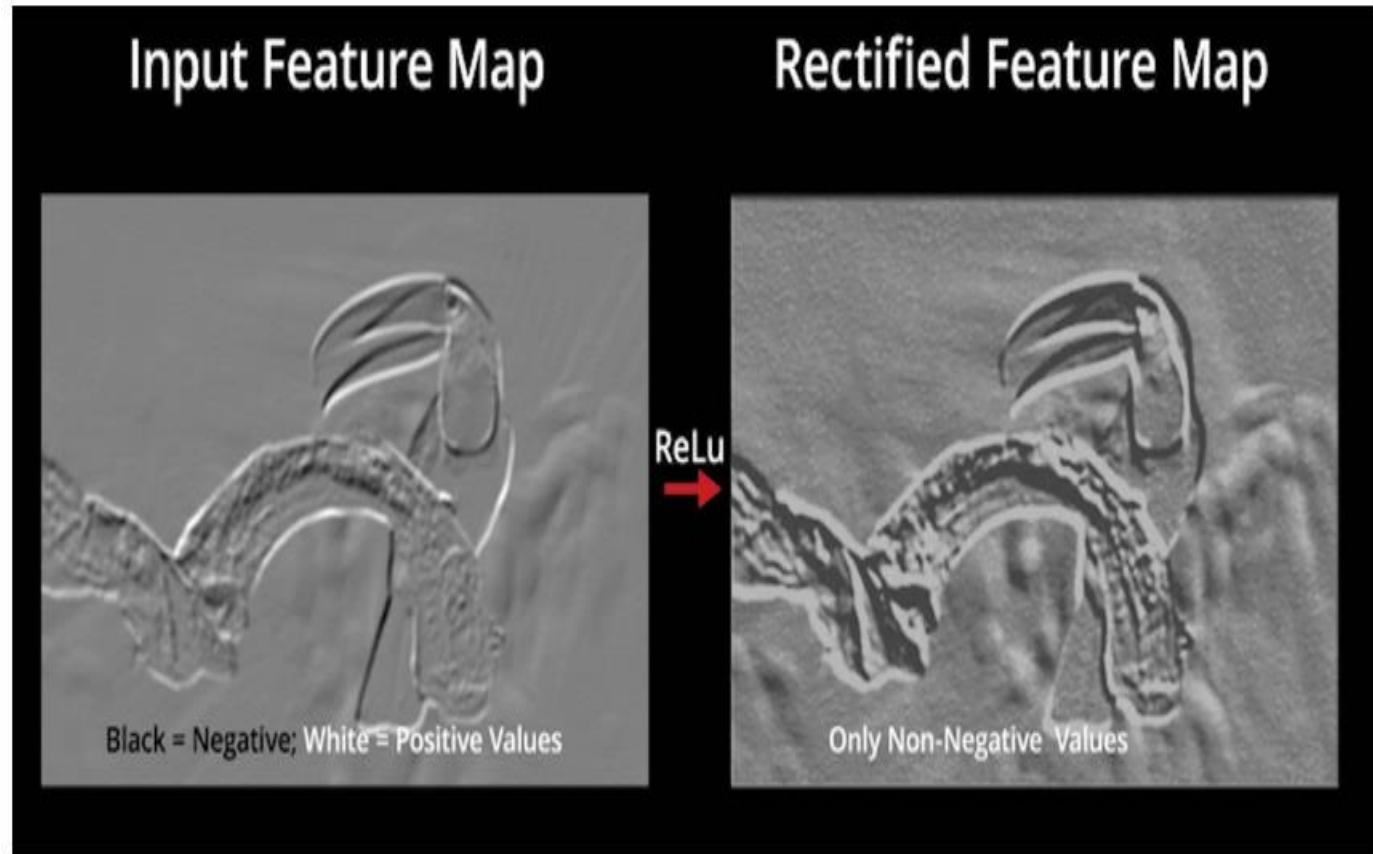 Input Feature Map
Rectified Feature Map
ReLu
Black = Negative; White = Positive Values
Only Non-Negative Values